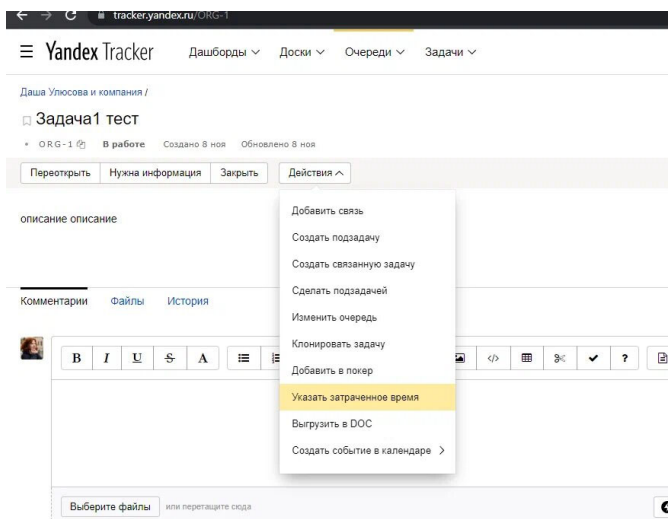 tracker.yandex.ru/ORG-1
Yandex Tracker Дашборды Доски Очереди Задачи
Даша Улюсова и компания /
Задача1 тест
ORG-1 В работе Создано 8 ноя Обновлено 8 ноя
Переоткрыть Нужна информация Закрыть Действия
описание описание
Добавить связь
Создать подзадачу
Создать связанную задачу
Сделать подзадачей
Изменить очередь
Клонировать задачу
Добавить в покер
Указать затраченное время
Выгрузить в DOC
Создать событие в календаре
Комментарии Файлы История
B I U S A </> ?
Выберите файлы или перетащите сюда